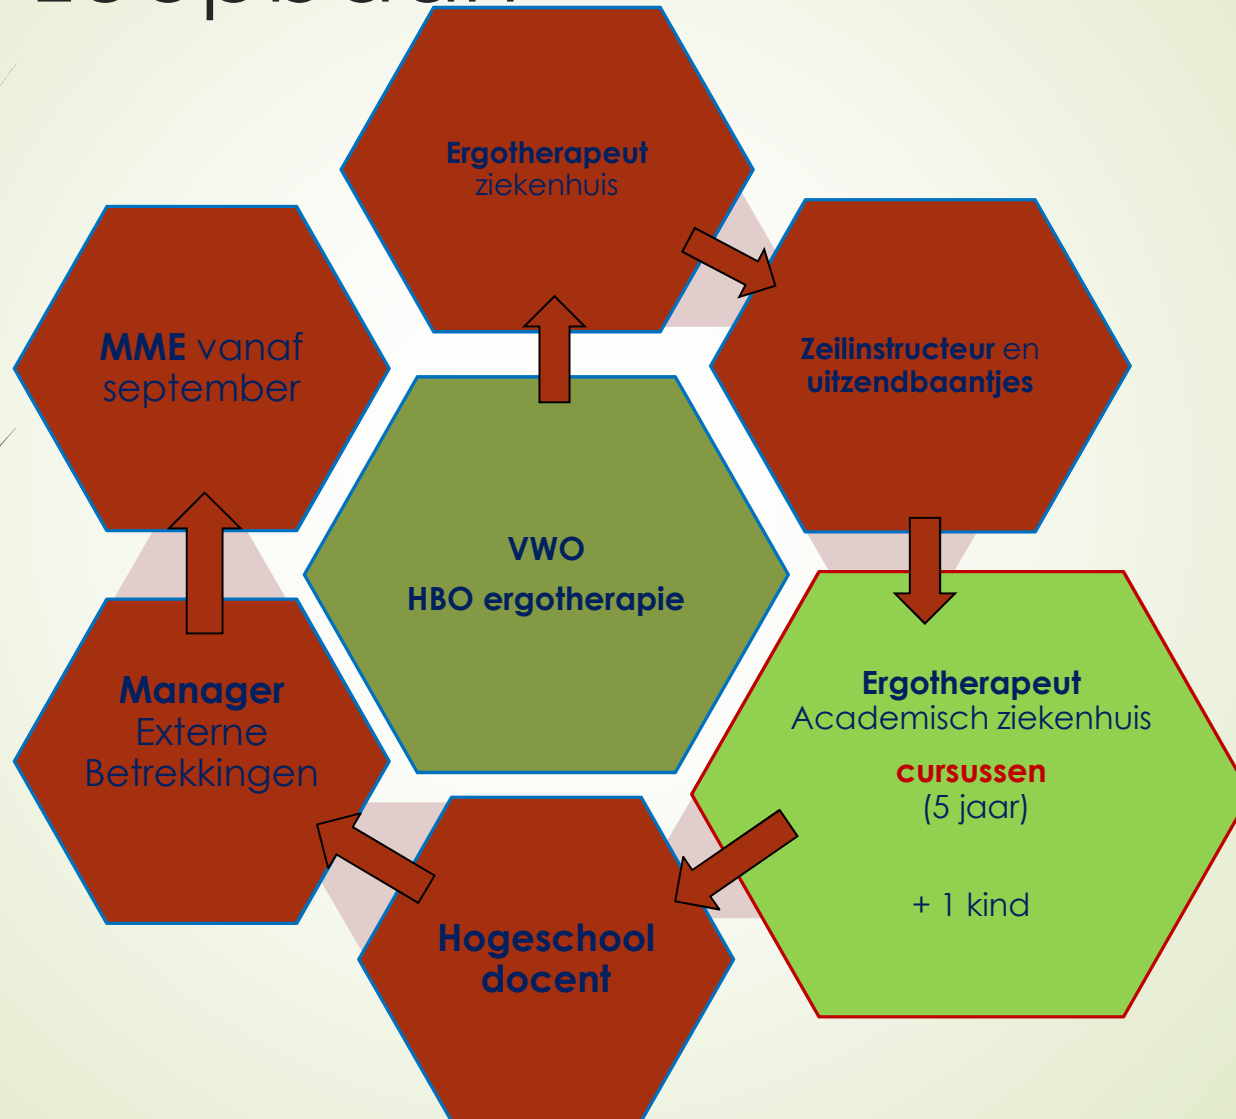 Loopbaan
Ergotherapeut
ziekenhuis
Zeilinstructeur en
uitzendbaantjes
Ergotherapeut
Academisch ziekenhuis
cursussen
(5 jaar)
+ 1 kind
Hogeschool
docent
Manager
Externe
Betrekkingen
MME vanaf
september
VWO
HBO ergotherapie